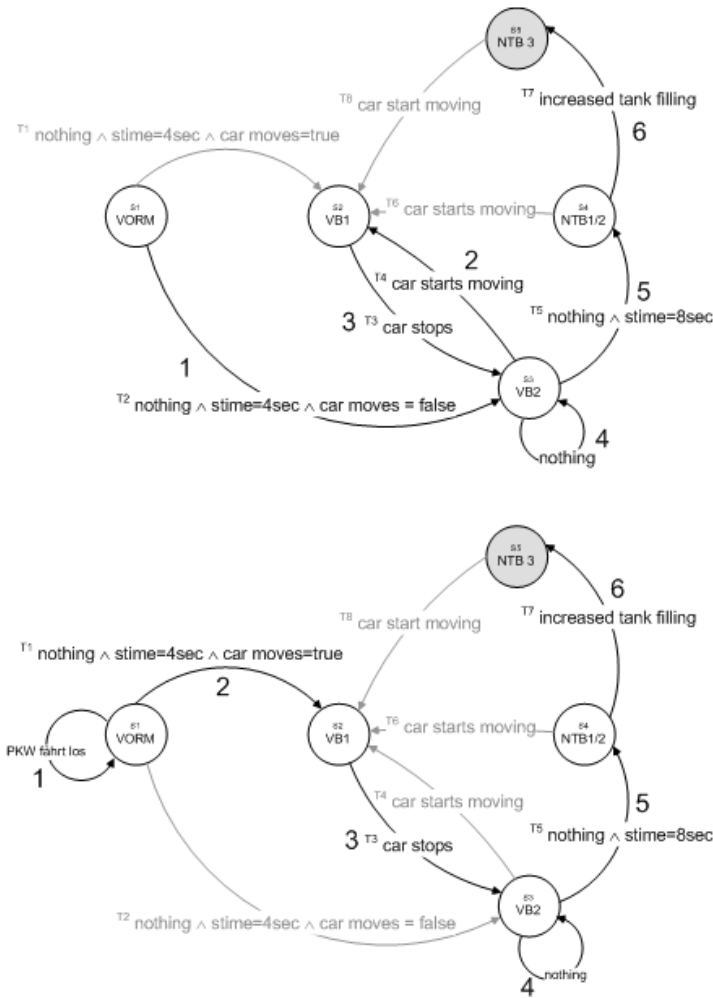 S5
NTB 3
T8 car start moving
T7 increased tank filling
6
T1 nothing ∧ stime=4sec ∧ car moves=true
S1
VORM
S2
VB1
T6 car starts moving
S4
NTB1/2
2
T4 car starts moving
5
3 T3 car stops
T5 nothing ∧ stime=8sec
1
S3
VB2
T2 nothing ∧ stime=4sec ∧ car moves = false
4
nothing
S5
NTB 3
6
T8 car start moving
T7 increased tank filling
T1 nothing ∧ stime=4sec ∧ car moves=true
2
S1
VORM
S2
VB1
T6 car starts moving
S4
NTB1/2
PKW fährt los
1
T4 car starts moving
5
3 T3 car stops
T5 nothing ∧ stime=8sec
S3
VB2
T2 nothing ∧ stime=4sec ∧ car moves = false
nothing
4